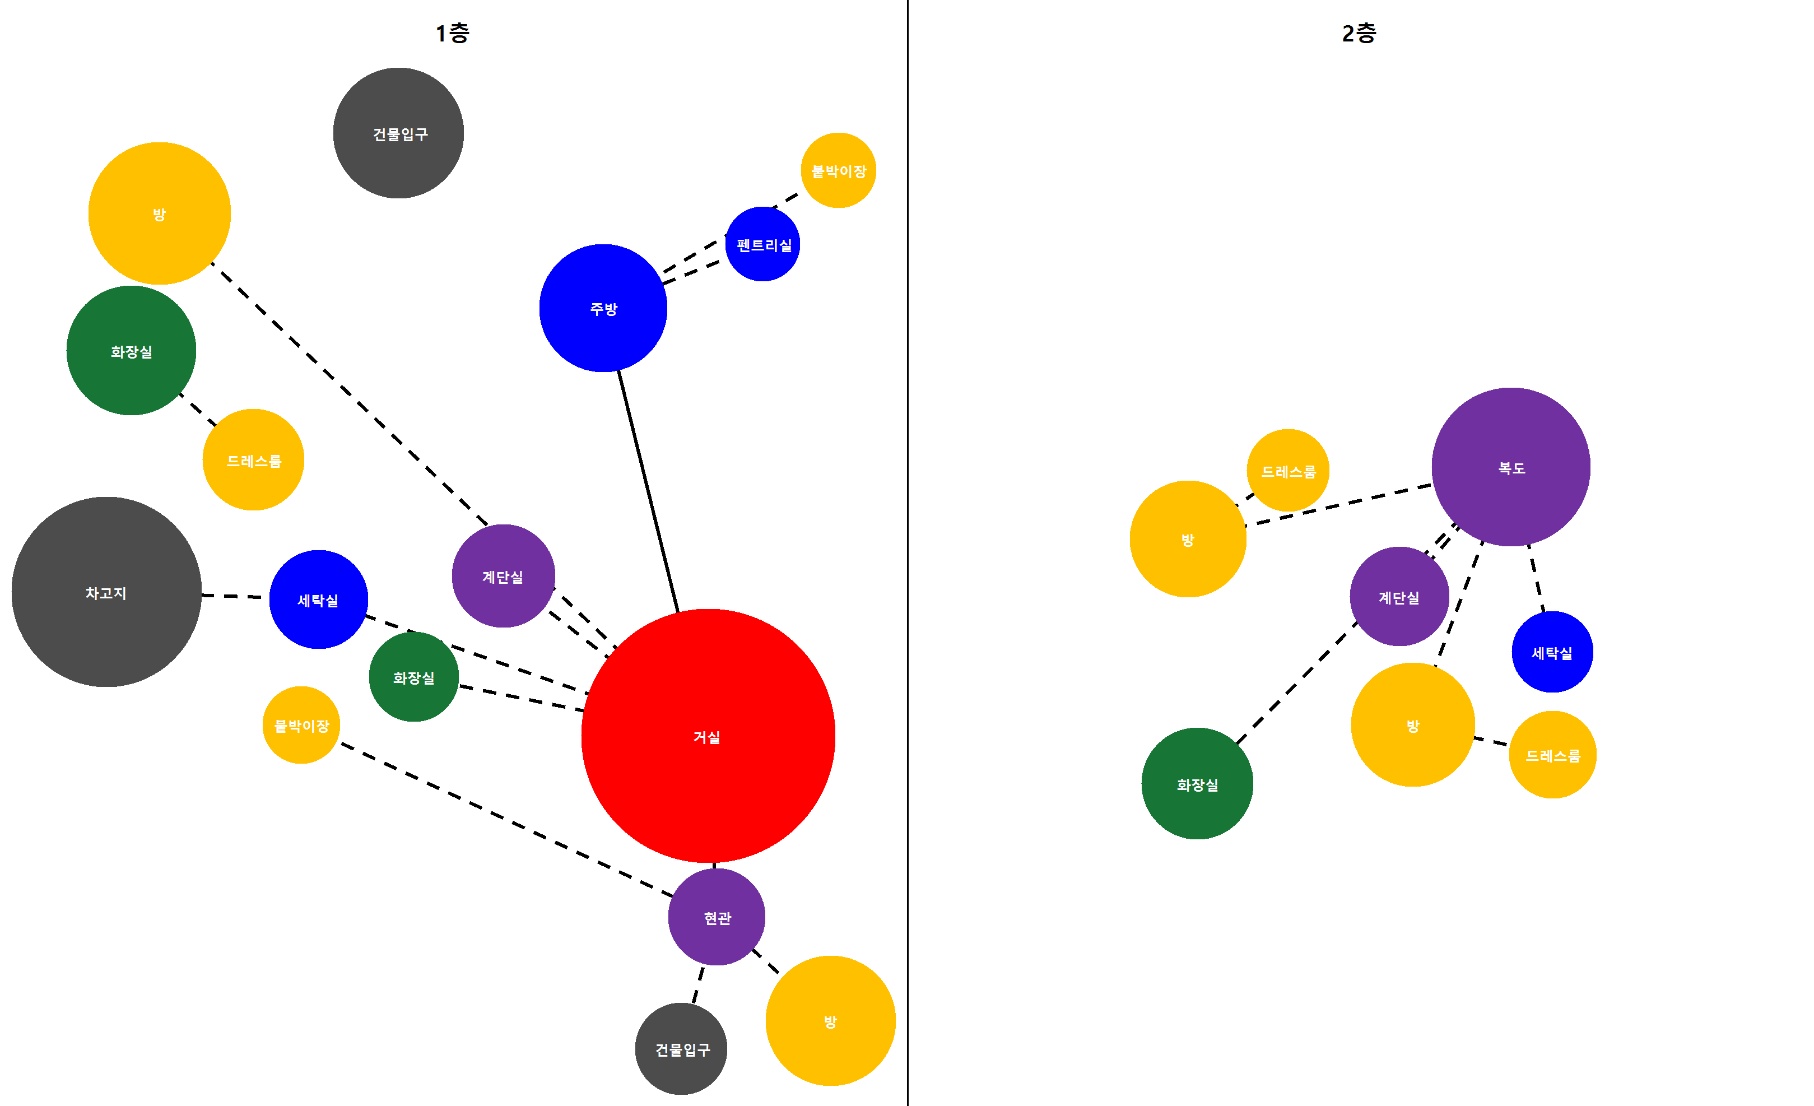 1층
건물입구
붙박이장
방
펜트리실
주방
화장실
드레스룸
계단실
차고지
세탁실
화장실
붙박이장
거실
현관
방
건물입구
2층
복도
드레스룸
방
계단실
세탁실
방
드레스룸
화장실